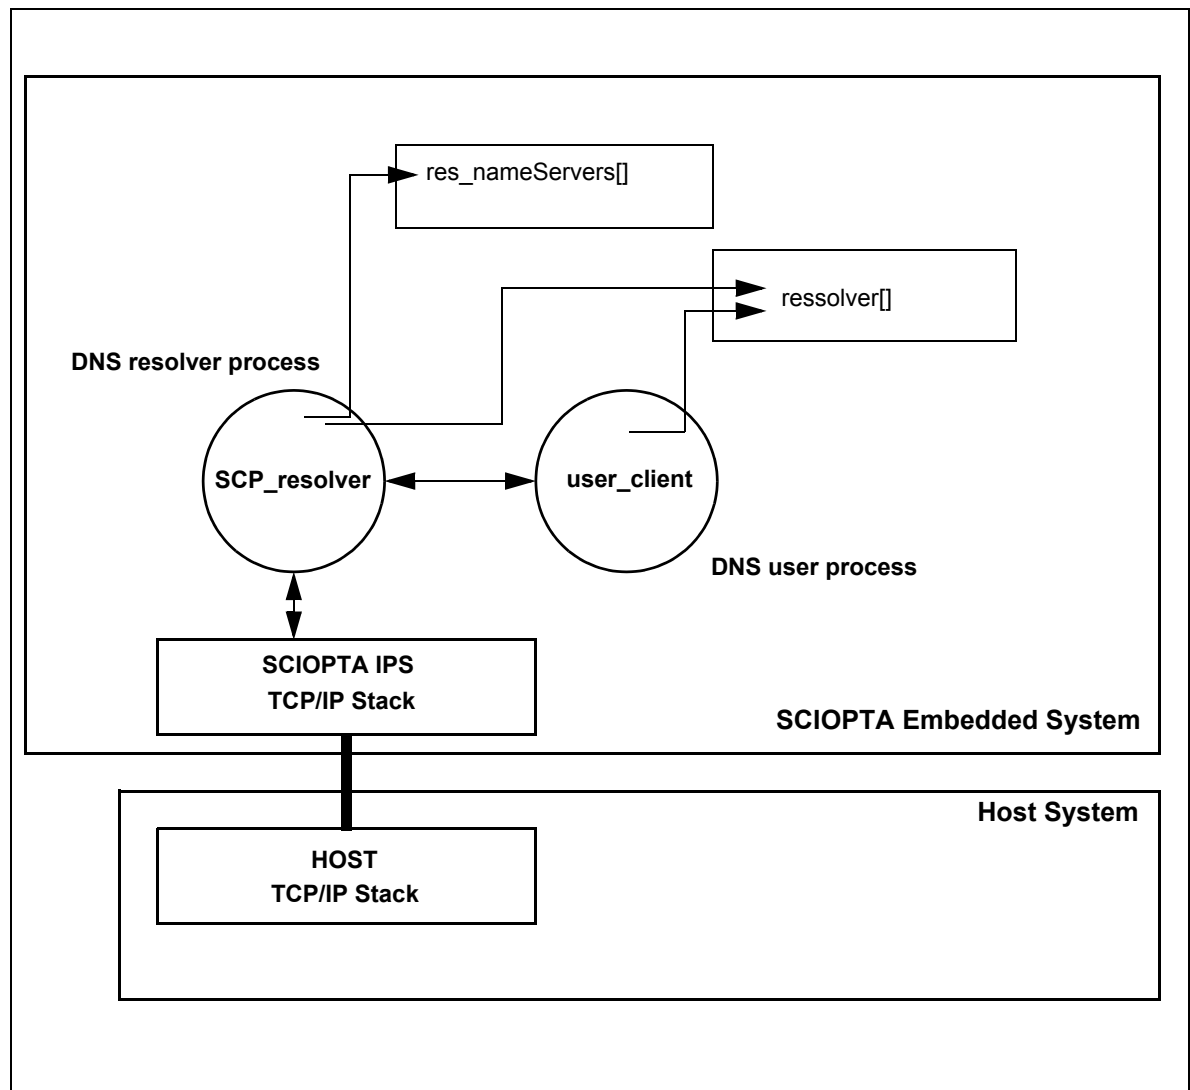 res_nameServers[]
ressolver[]
DNS resolver process
SCP_resolver
user_client
DNS user process
SCIOPTA IPS
TCP/IP Stack
SCIOPTA Embedded System
Host System
HOST
TCP/IP Stack